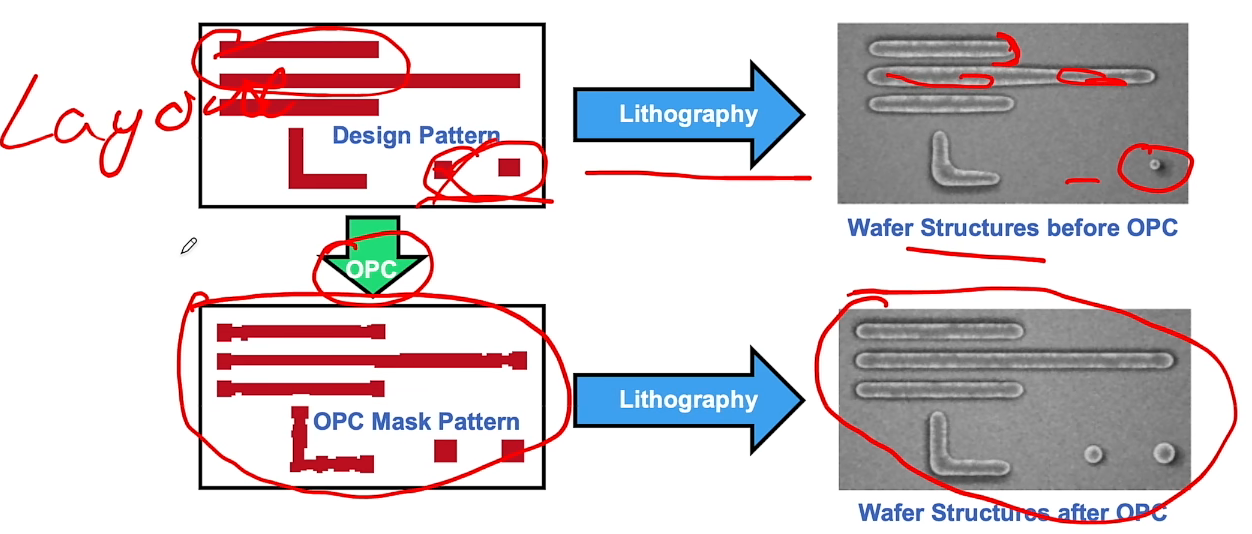 Layout
Design Pattern
Lithography
Wafer Structures before OPC
OPC
OPC Mask Pattern
Lithography
Wafer Structures after OPC